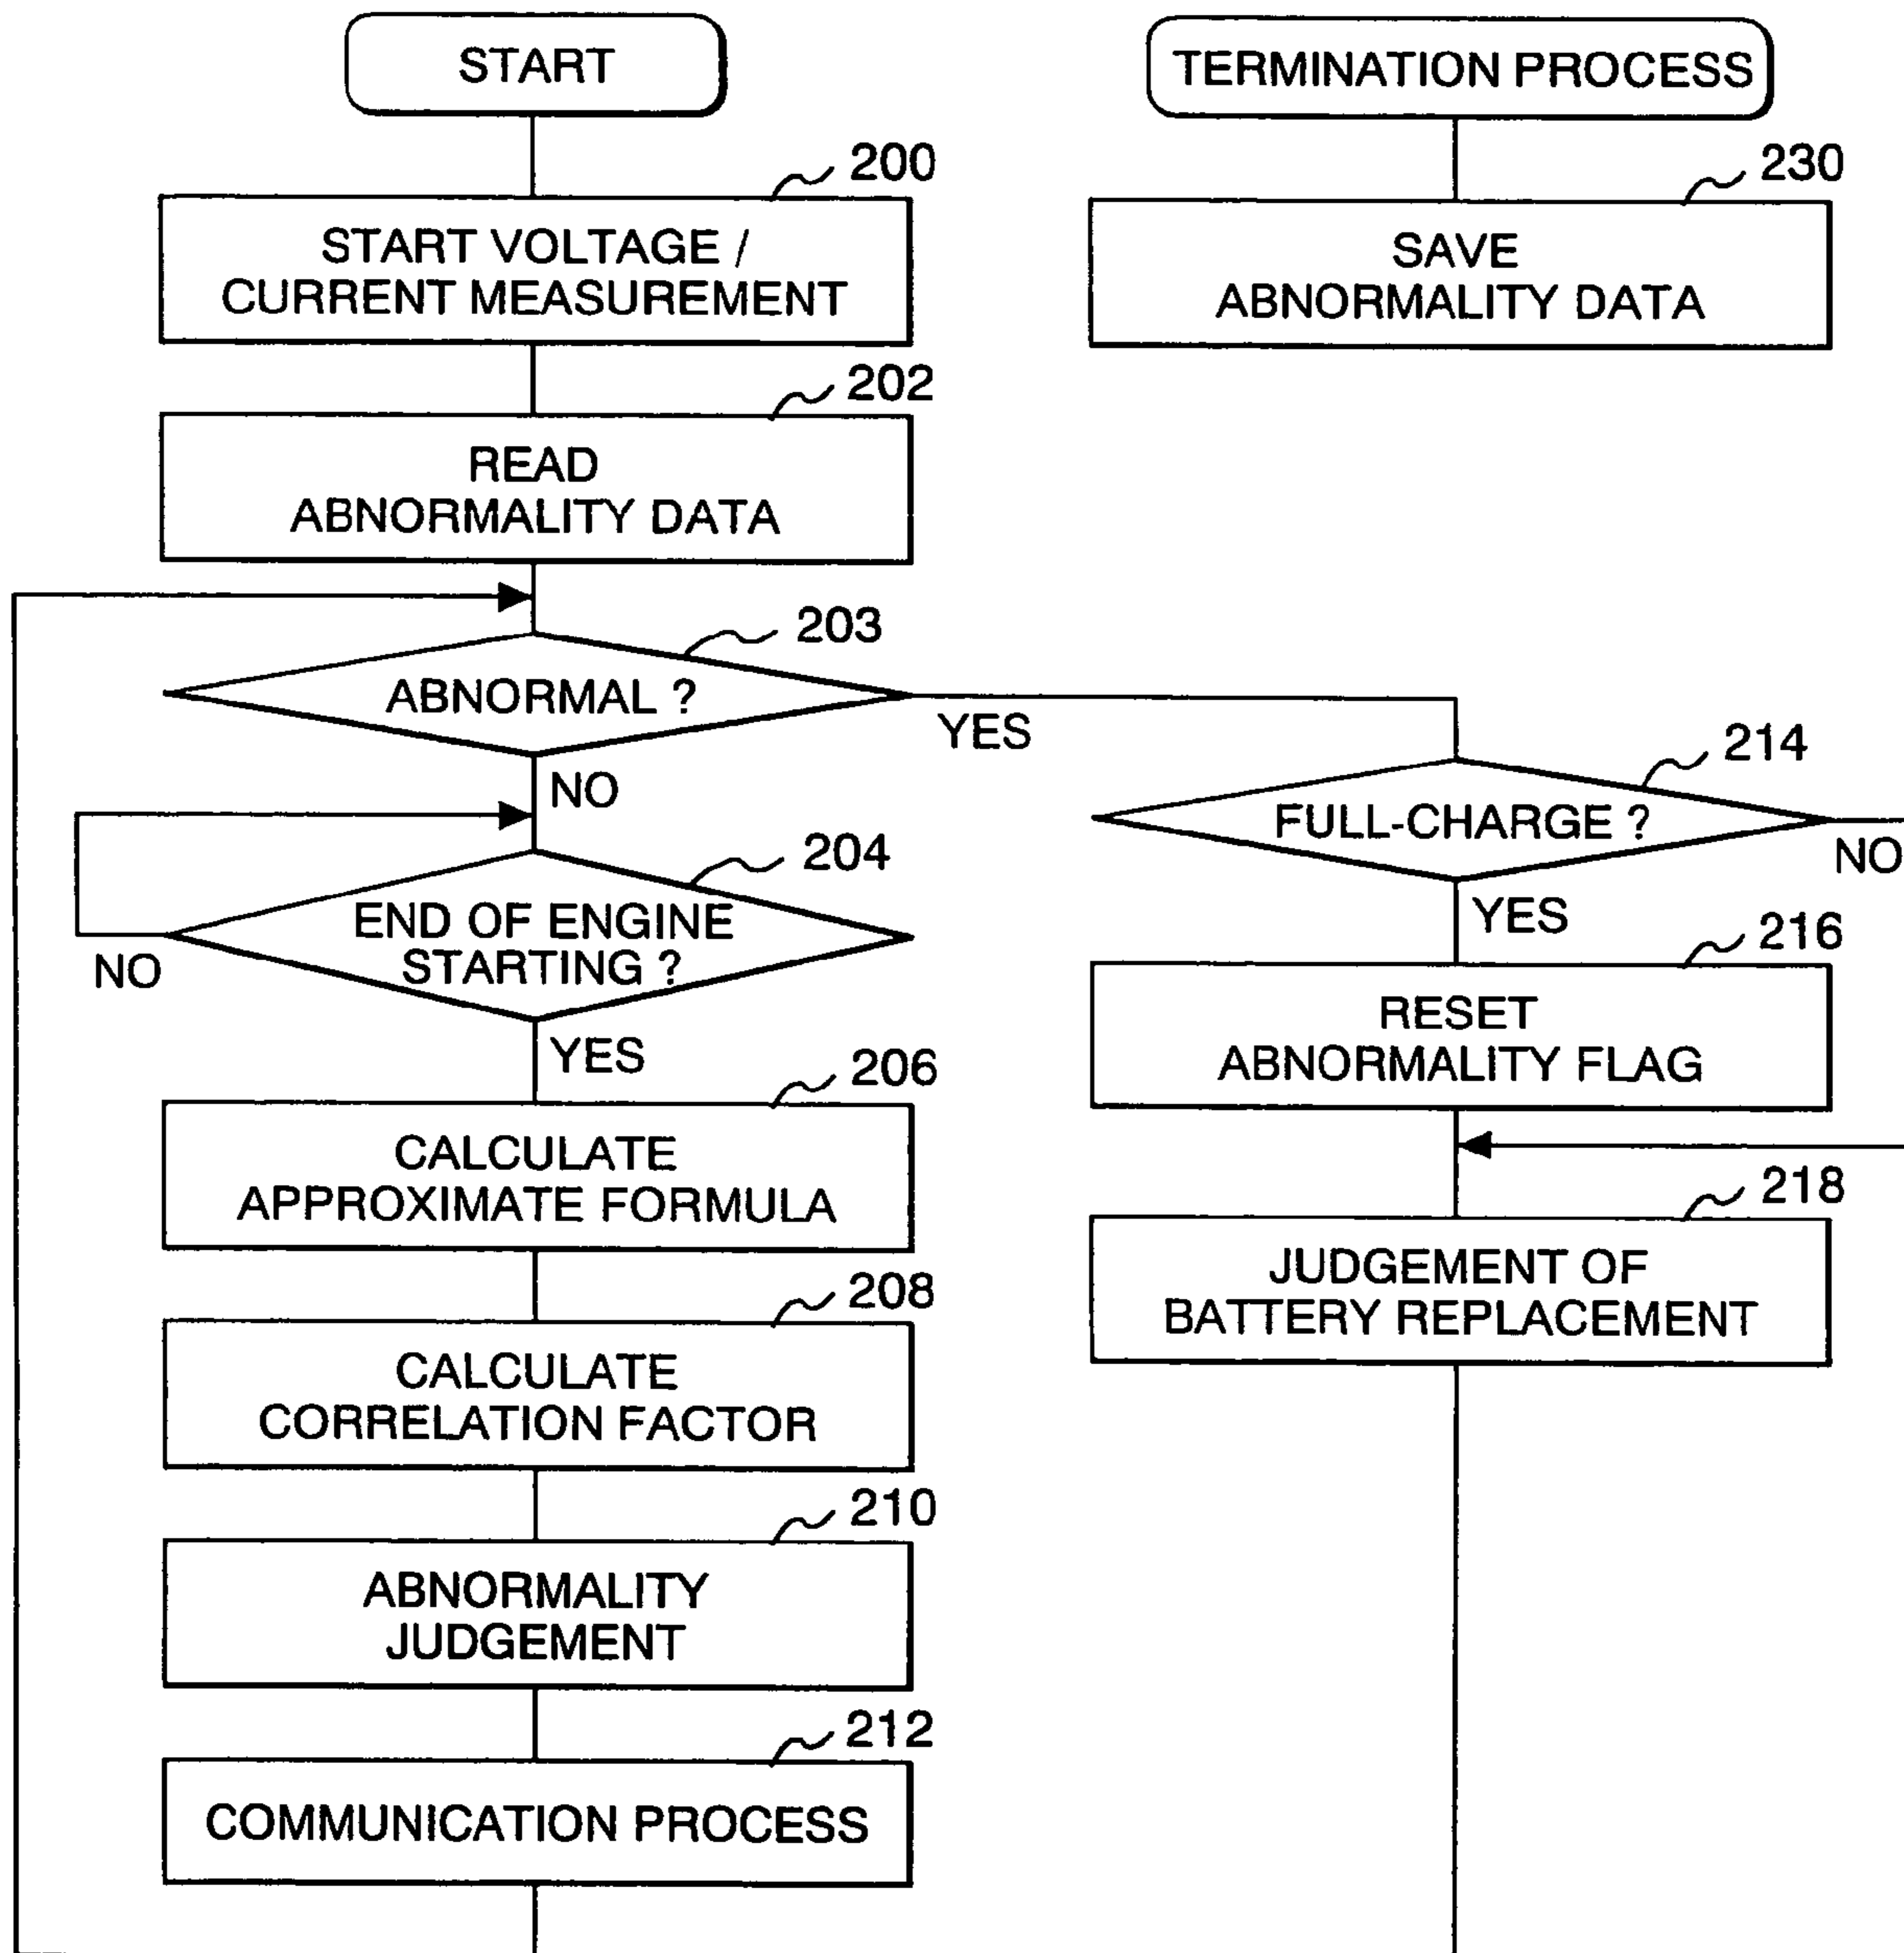 START
200
START VOLTAGE /
CURRENT MEASUREMENT
202
READ
ABNORMALITY DATA
203
ABNORMAL ?
YES
NO
204
END OF ENGINE
STARTING ?
NO
YES
206
CALCULATE
APPROXIMATE FORMULA
208
CALCULATE
CORRELATION FACTOR
210
ABNORMALITY
JUDGEMENT
212
COMMUNICATION PROCESS
TERMINATION PROCESS
230
SAVE
ABNORMALITY DATA
214
FULL-CHARGE ?
NO
YES
216
RESET
ABNORMALITY FLAG
218
JUDGEMENT OF
BATTERY REPLACEMENT